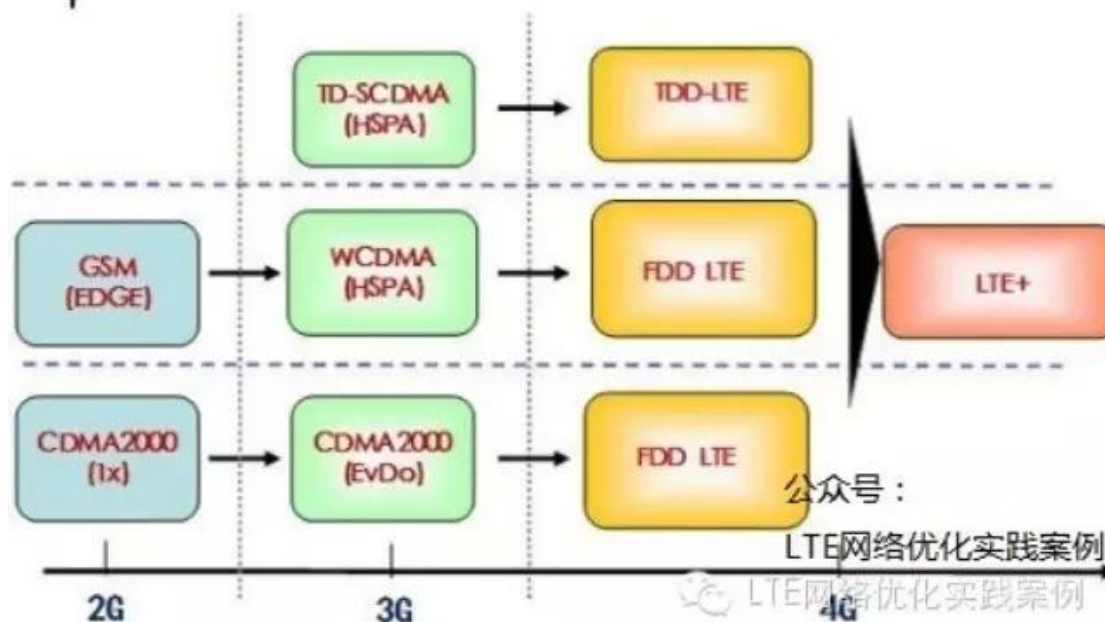 TD-SCDMA
(HSPA)
TDD-LTE
GSM
(EDGE)
WCDMA
(HSPA)
FDD LTE
LTE+
CDMA2000
(1x)
CDMA2000
(EvDo)
FDD LTE
公众号：
LTE网络优化实践案例
2G
3G
4G
LTE网络优化实践案例